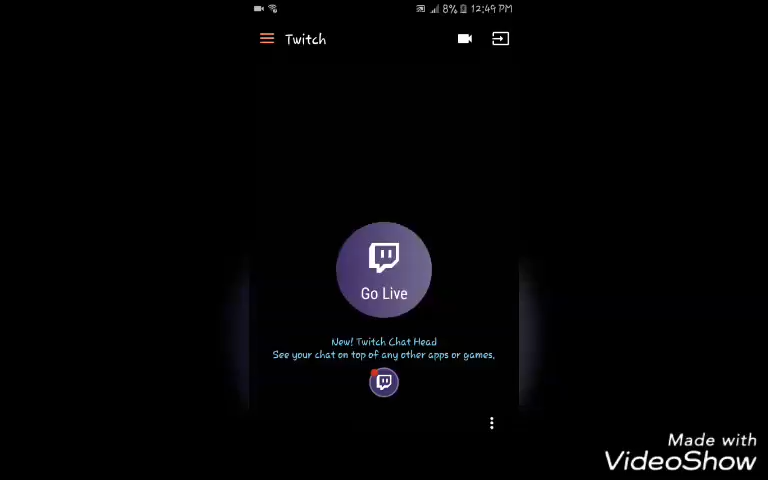 8% 12:49 PM
Twitch
Go Live
New! Twitch Chat Head
See your chat on top of any other apps or games.
Made with
VideoShow